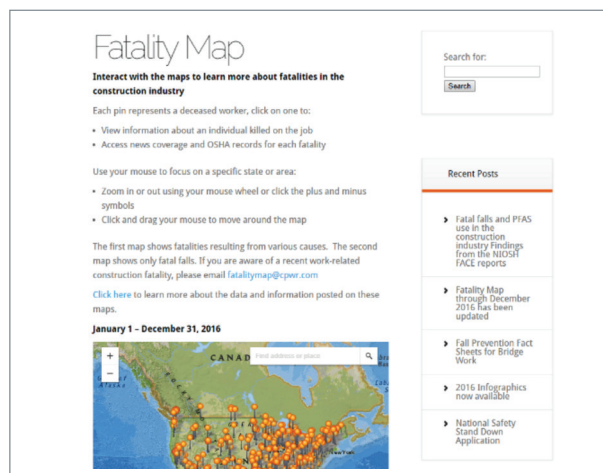 Fatality Map
Interact with the maps to learn more about fatalities in the
construction industry
Each pin represents a deceased worker, click on one to:
• View information about an individual killed on the job
• Access news coverage and OSHA records for each fatality
Use your mouse to focus on a specific state or area:
• Zoom in or out using your mouse wheel or click the plus and minus
symbols
• Click and drag your mouse to move around the map
The first map shows fatalities resulting from various causes. The second
map shows only fatal falls. If you are aware of a recent work-related
construction fatality, please email fatalitymap@cpwr.com
Click here to learn more about the data and information posted on these
maps.
January 1 – December 31, 2016
+
−
CANAD
Find address or place
Search for:
Search
Recent Posts
Fatal falls and PFAS
use in the
construction
industry Findings
from the NIOSH
FACE reports
Fatality Map
through December
2016 has been
updated
Fall Prevention Fact
Sheets for Bridge
Work
2016 Infographics
now available
National Safety
Stand Down
Application